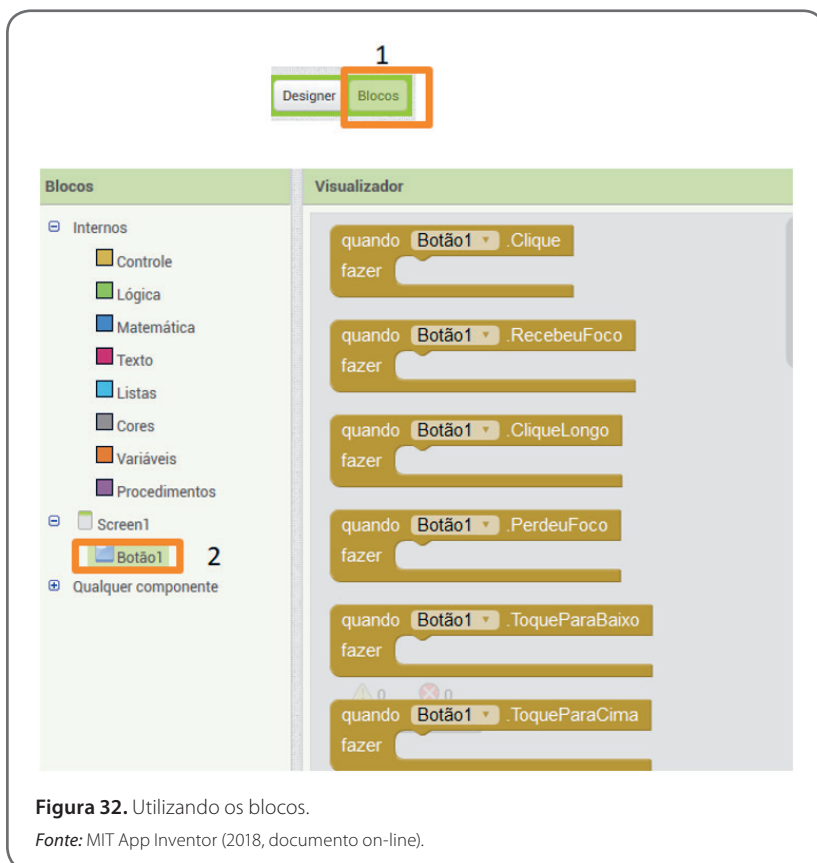 1
Designer Blocos
Blocos
Internos
Controle
Lógica
Matemática
Texto
Listas
Cores
Variáveis
Procedimentos
Screen1
Botão1 2
Qualquer componente
Visualizador
quando Botão1 .Clique
fazer
quando Botão1 .RecebeuFoco
fazer
quando Botão1 .CliqueLongo
fazer
quando Botão1 .PerdeuFoco
fazer
quando Botão1 .ToqueParaBaixo
fazer
0 0
quando Botão1 .ToqueParaCima
fazer
Figura 32. Utilizando os blocos.
Fonte: MIT App Inventor (2018, documento on-line).